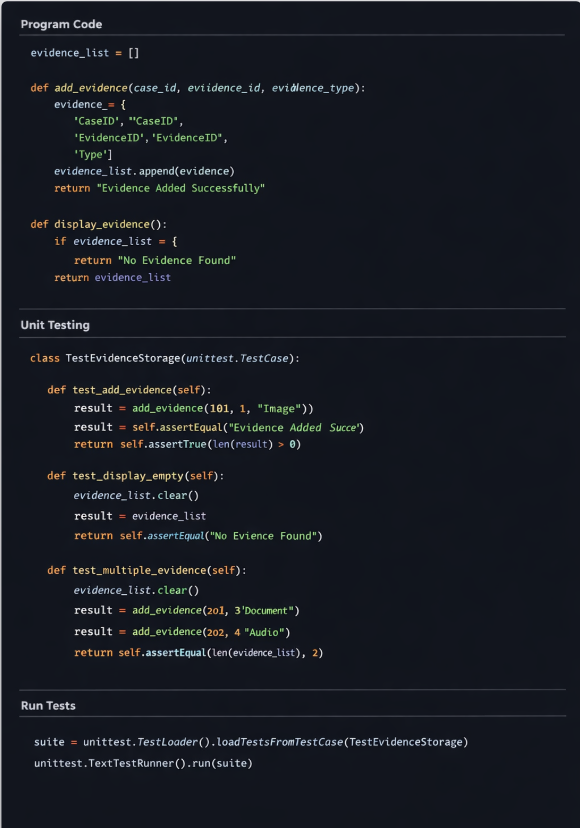 Program Code
evidence_list = []
def add_evidence(case_id, eviidence_id, evidence_type):
evidence_= {
'CaseID', "'CaseID",
'EvidenceID','EvidenceID",
'Type']
evidence_list.append(evidence)
return "Evidence Added Successfully"
def display_evidence():
if evidence_list = {
return "No Evidence Found"
return evidence_list
Unit Testing
class TestEvidenceStorage(unittest.TestCase):
def test_add_evidence(self):
result = add_evidence(101, 1, "Image"))
result = self.assertEqual("Evidence Added Succe')
return self.assertTrue(len(result) > 0)
def test_display_empty(self):
evidence_list.clear()
result = evidence_list
return self.assertEqual("No Evience Found")
def test_multiple_evidence(self):
evidence_list.clear()
result = add_evidence(201, 3'Document")
result = add_evidence(202, 4 "Audio")
return self.assertEqual(len(evidence_list), 2)
Run Tests
suite = unittest.TestLoader().loadTestsFromTestCase(TestEvidenceStorage)
unittest.TextTestRunner().run(suite)